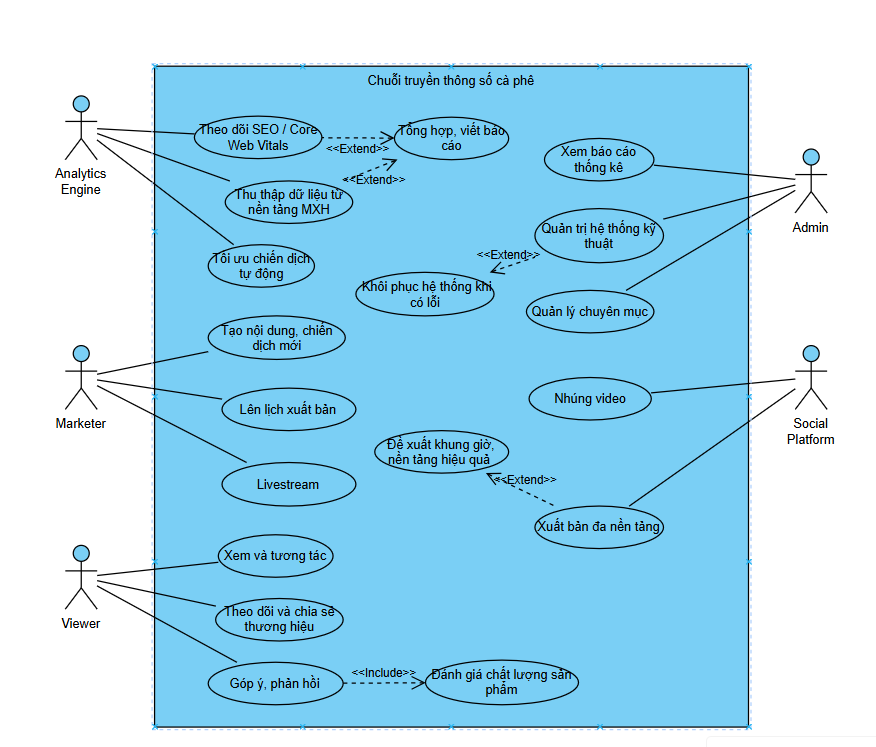 Chuỗi truyền thông số cà phê
Theo dõi SEO / Core
Web Vitals
<<Extend>>
Tổng hợp, viết báo
cáo
Xem báo cáo
thống kê
Analytics
Engine
Thu thập dữ liệu từ
nền tảng MXH
<<Extend>>
Admin
Quản trị hệ thống kỹ
thuật
<<Extend>>
Tối ưu chiến dịch
tự động
Khôi phục hệ thống khi
có lỗi
Quản lý chuyên mục
Tạo nội dung, chiến
dịch mới
Marketer
Lên lịch xuất bản
Nhúng video
Social
Platform
Đề xuất khung giờ,
nền tảng hiệu quả
<<Extend>>
Livestream
Xuất bản đa nền tảng
Xem và tương tác
Viewer
Theo dõi và chia sẻ
thương hiệu
Góp ý, phản hồi
<<Include>>
Đánh giá chất lượng sản
phẩm